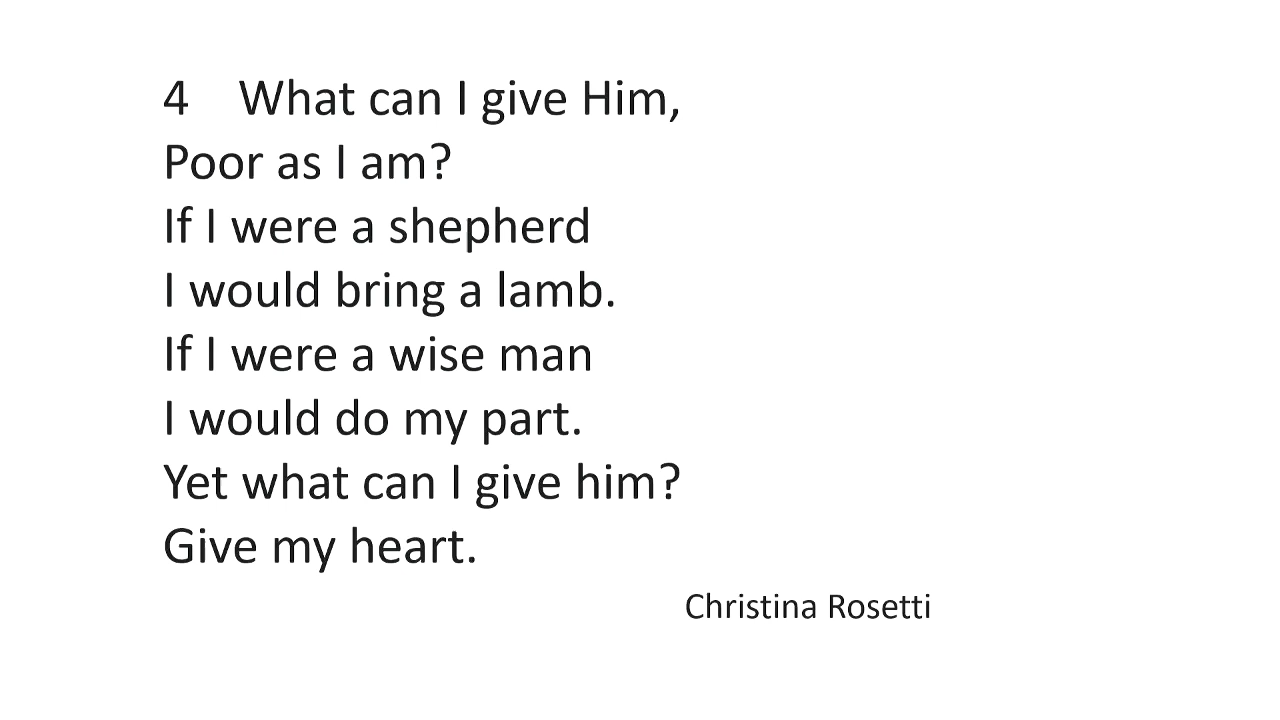 4 What can I give Him,
Poor as I am?
If I were a shepherd
I would bring a lamb.
If I were a wise man
I would do my part.
Yet what can I give him?
Give my heart.
Christina Rosetti